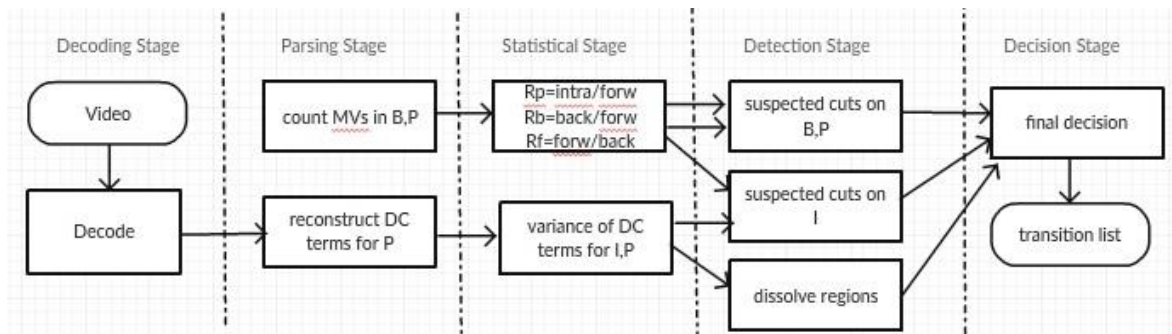 Decoding Stage
Parsing Stage
Statistical Stage
Detection Stage
Decision Stage
Video
Decode
count MVs in B,P
reconstruct DC
terms for P
Rp=intra/forw
Rb=back/forw
Rf=forw/back
variance of DC
terms for I,P
suspected cuts on
B,P
suspected cuts on
I
dissolve regions
final decision
transition list